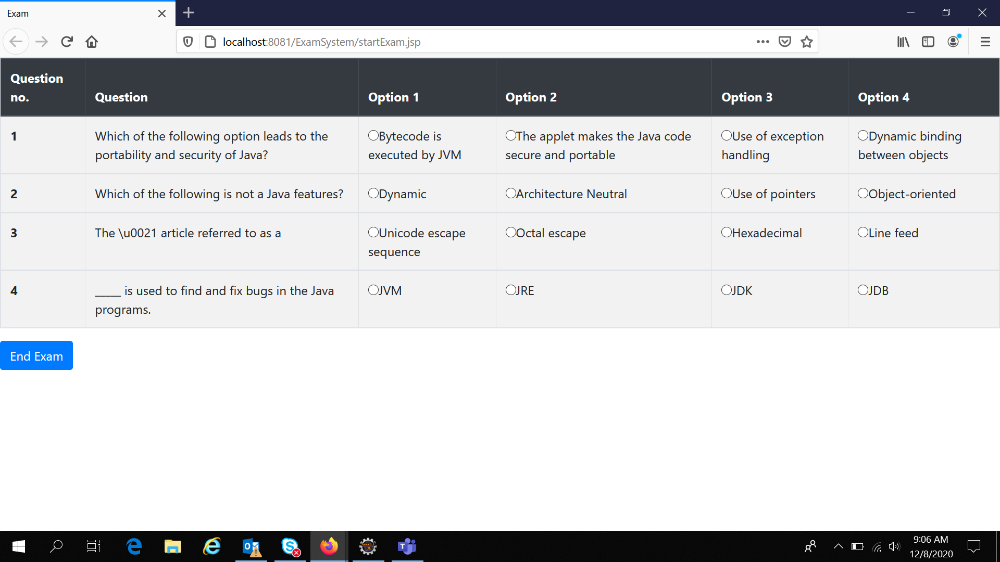 Exam
localhost:8081/ExamSystem/startExam.jsp
Question no. Question Option 1 Option 2 Option 3 Option 4
1 Which of the following option leads to the Bytecode is The applet makes the Java code Use of exception Dynamic binding
portability and security of Java? executed by JVM secure and portable handling between objects
2 Which of the following is not a Java features? Dynamic Architecture Neutral Use of pointers Object-oriented
3 The \u0021 article referred to as a Unicode escape Octal escape Hexadecimal Line feed
sequence
4 _____ is used to find and fix bugs in the Java JVM JRE JDK JDB
programs.
End Exam
Java EE
IDE
9:06 AM
12/8/2020